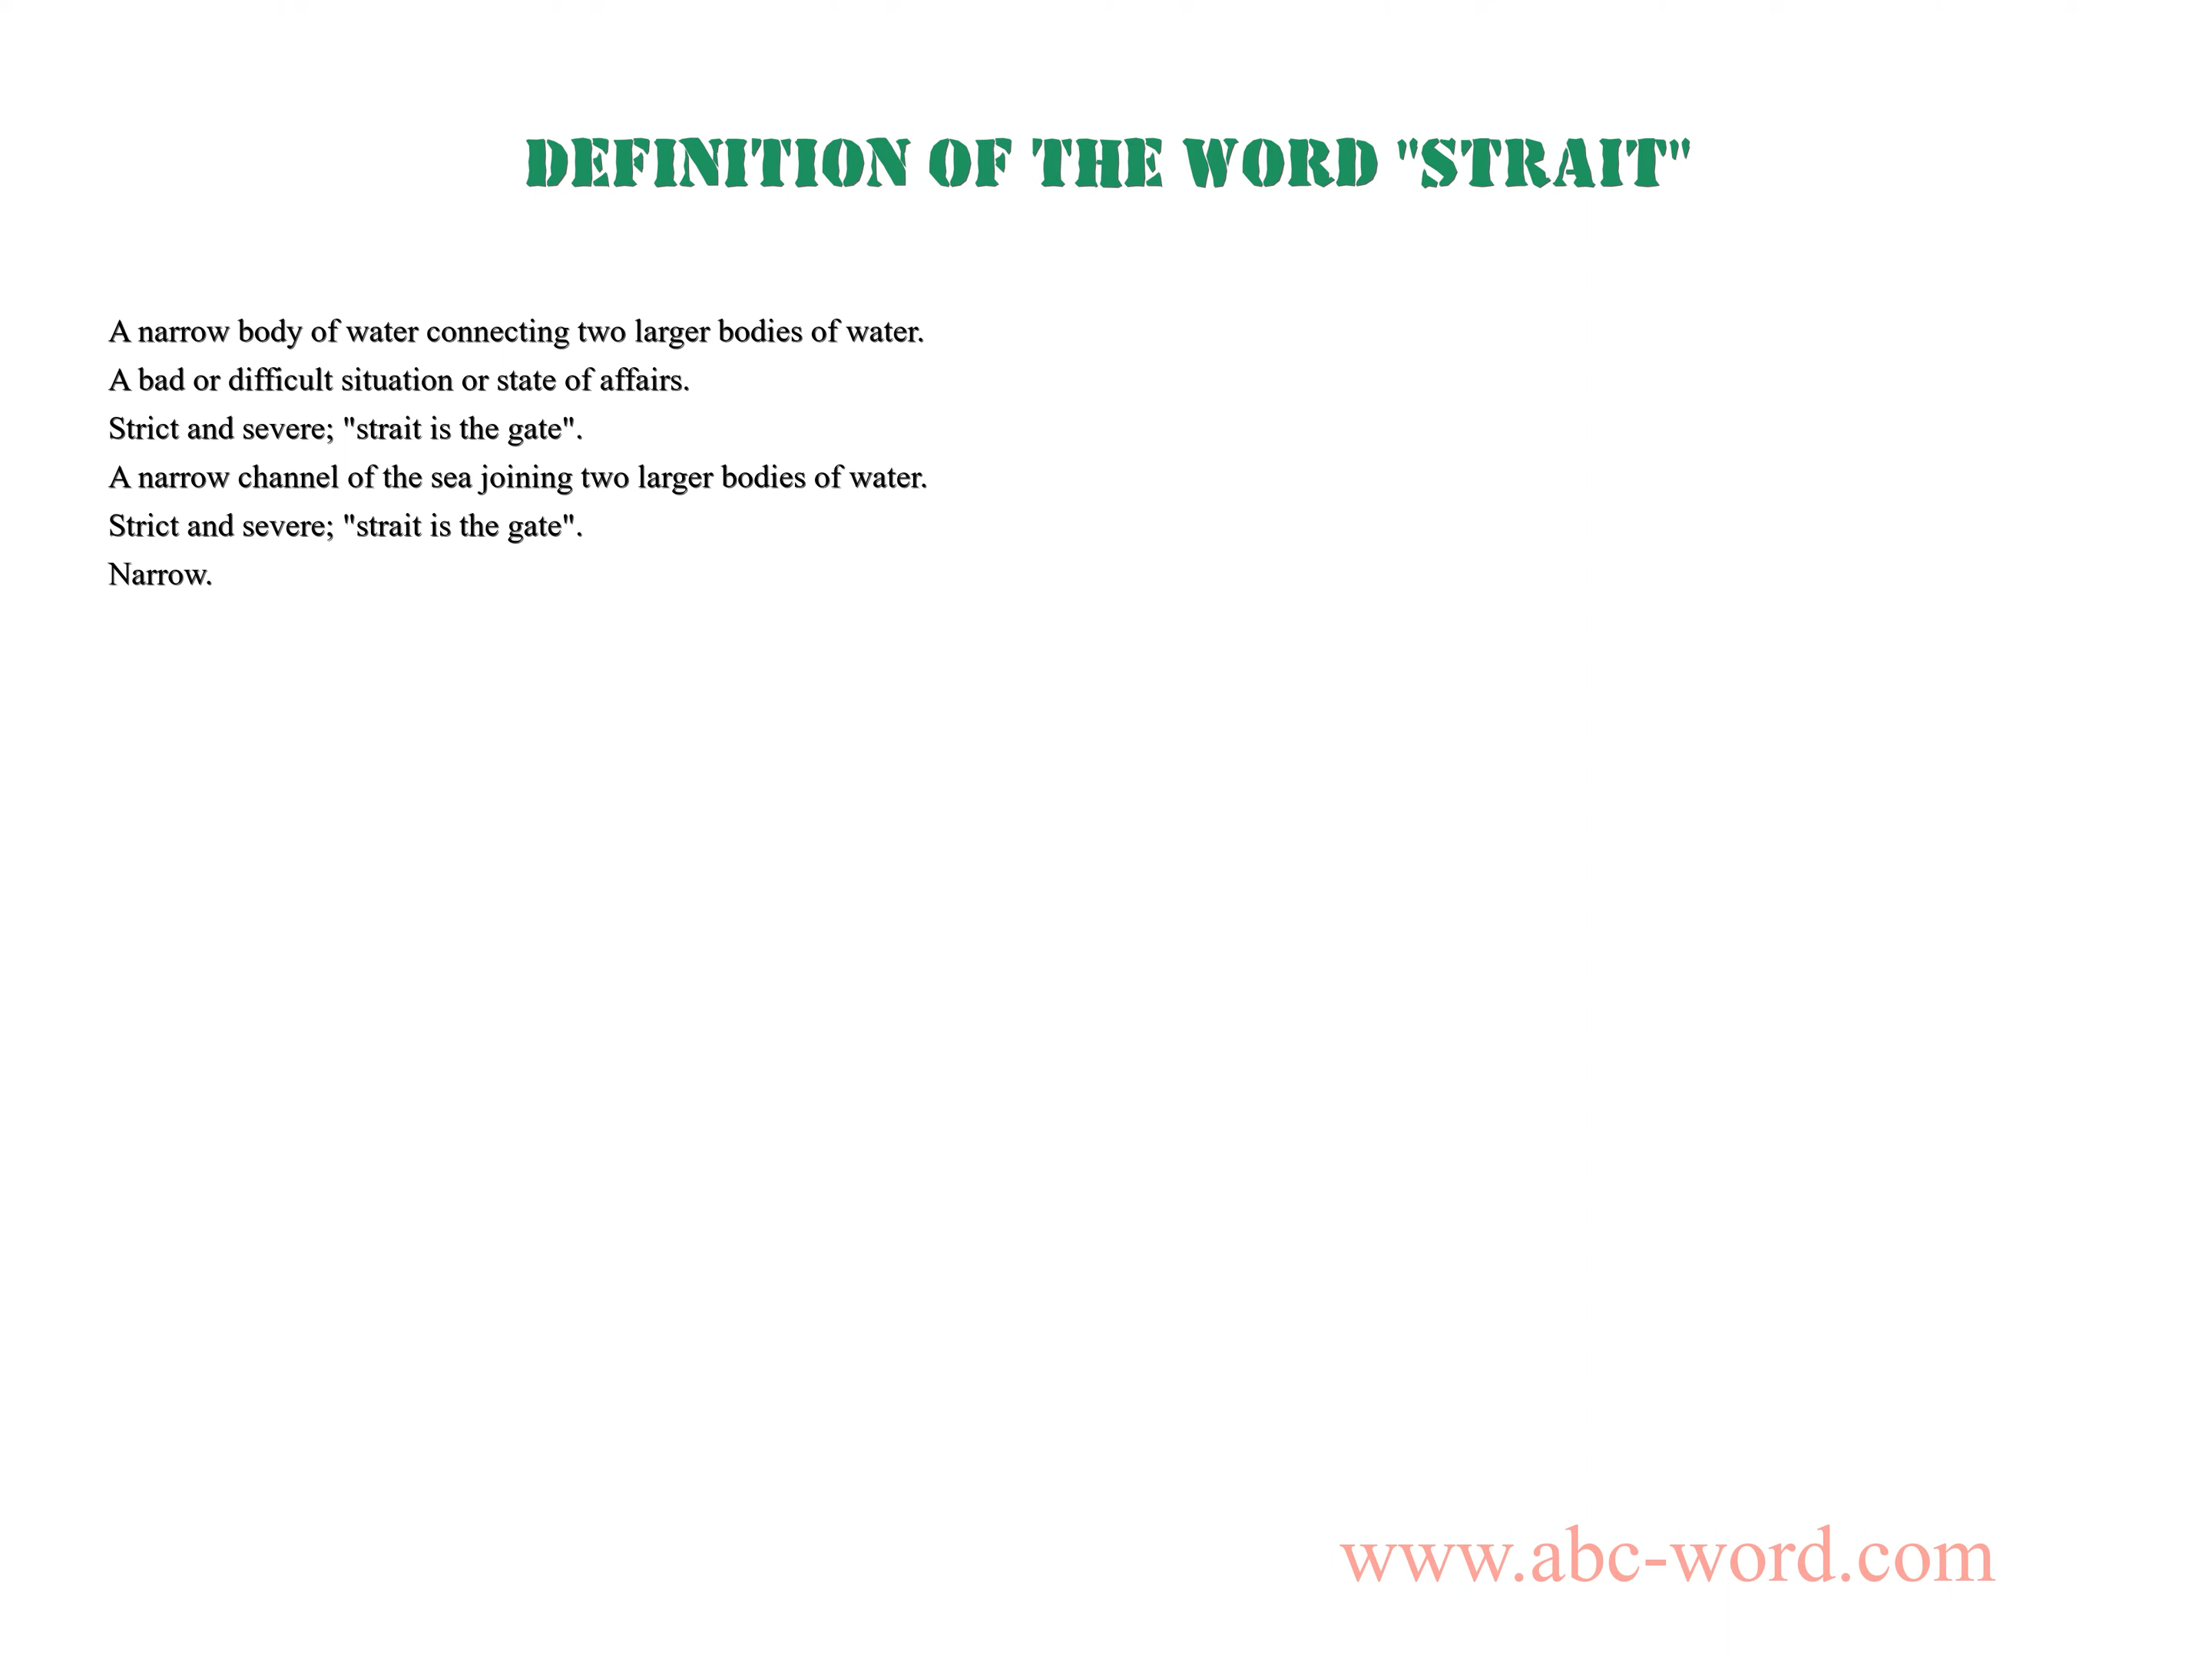 DEFINITION OF THE WORD "STRAIT"
A narrow body of water connecting two larger bodies of water.
A bad or difficult situation or state of affairs.
Strict and severe; "strait is the gate".
A narrow channel of the sea joining two larger bodies of water.
Strict and severe; "strait is the gate".
Narrow.
www.abc-word.com